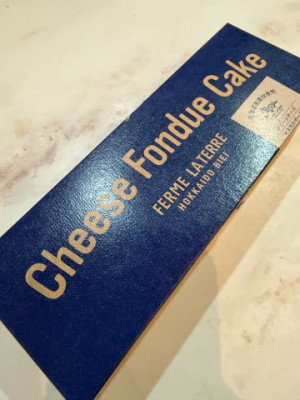 Cheese Fondue Cake
FERME LATERRE
HOKKAIDO BIEI